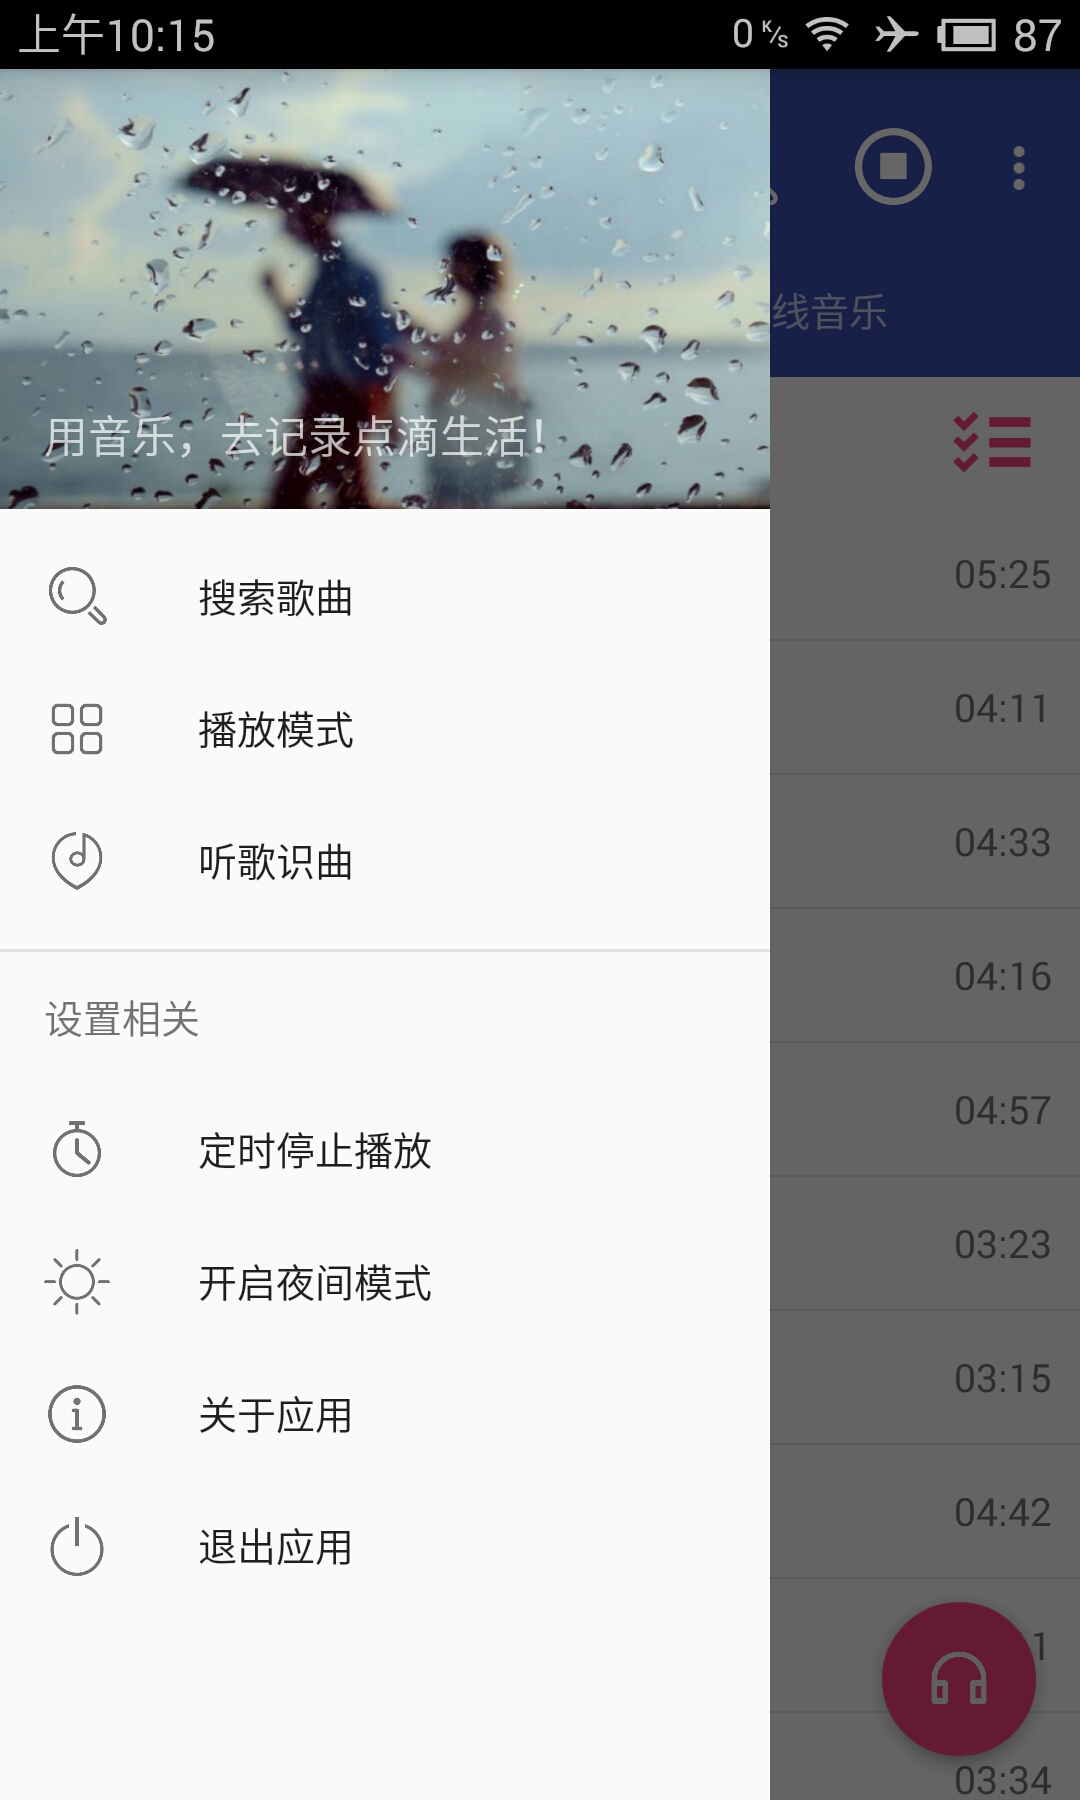 上午10:15
0 K/s
87
线音乐
用音乐，去记录点滴生活！
搜索歌曲
播放模式
听歌识曲
设置相关
定时停止播放
开启夜间模式
关于应用
退出应用
05:25
04:11
04:33
04:16
04:57
03:23
03:15
04:42
1
03:34